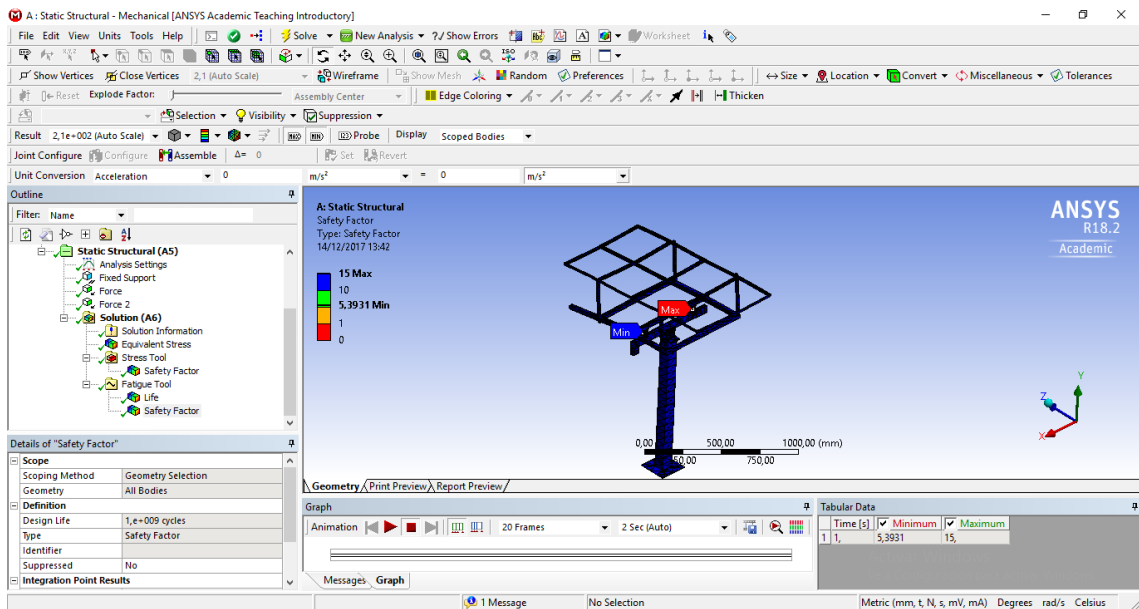 A : Static Structural - Mechanical [ANSYS Academic Teaching Introductory]
File Edit View Units Tools Help Solve New Analysis ?/ Show Errors Worksheet
Show Vertices Close Vertices 2,1 (Auto Scale) Wireframe Show Mesh Random Preferences Size Location Convert Miscellaneous Tolerances
Reset Explode Factor: Assembly Center Edge Coloring Thicken
Selection Visibility Suppression
Result 2,1e+002 (Auto Scale) MAX MIN Probe Display Scoped Bodies
Joint Configure Configure Assemble Δ= 0 Set Revert
Unit Conversion Acceleration 0 m/s² = 0 m/s²
Outline
Filter: Name
Static Structural (A5)
Analysis Settings
Fixed Support
Force
Force 2
Solution (A6)
Solution Information
Equivalent Stress
Stress Tool
Safety Factor
Fatigue Tool
Life
Safety Factor
Details of "Safety Factor"
Scope
Scoping Method Geometry Selection
Geometry All Bodies
Definition
Design Life 1,e+009 cycles
Type Safety Factor
Identifier
Suppressed No
Integration Point Results
A: Static Structural
Safety Factor
Type: Safety Factor
14/12/2017 13:42
15 Max
10
5,3931 Min
1
0
ANSYS
R18.2
Academic
Max
Min
Y
Z
X
0,00 500,00 1000,00 (mm)
750,00
Geometry Print Preview Report Preview
Graph
Animation 20 Frames 2 Sec (Auto)
Messages Graph
Tabular Data
Time [s] Minimum Maximum
1 1, 5,3931 15,
1 Message No Selection Metric (mm, t, N, s, mV, mA) Degrees rad/s Celsius